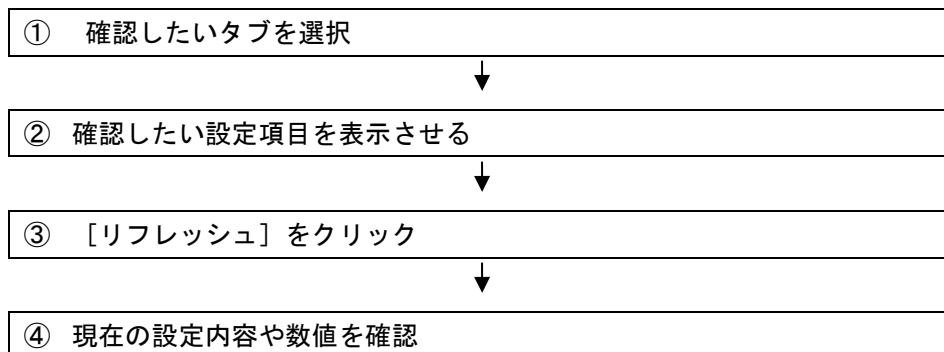 ① 確認したいタブを選択
② 確認したい設定項目を表示させる
③ ［リフレッシュ］をクリック
④ 現在の設定内容や数値を確認